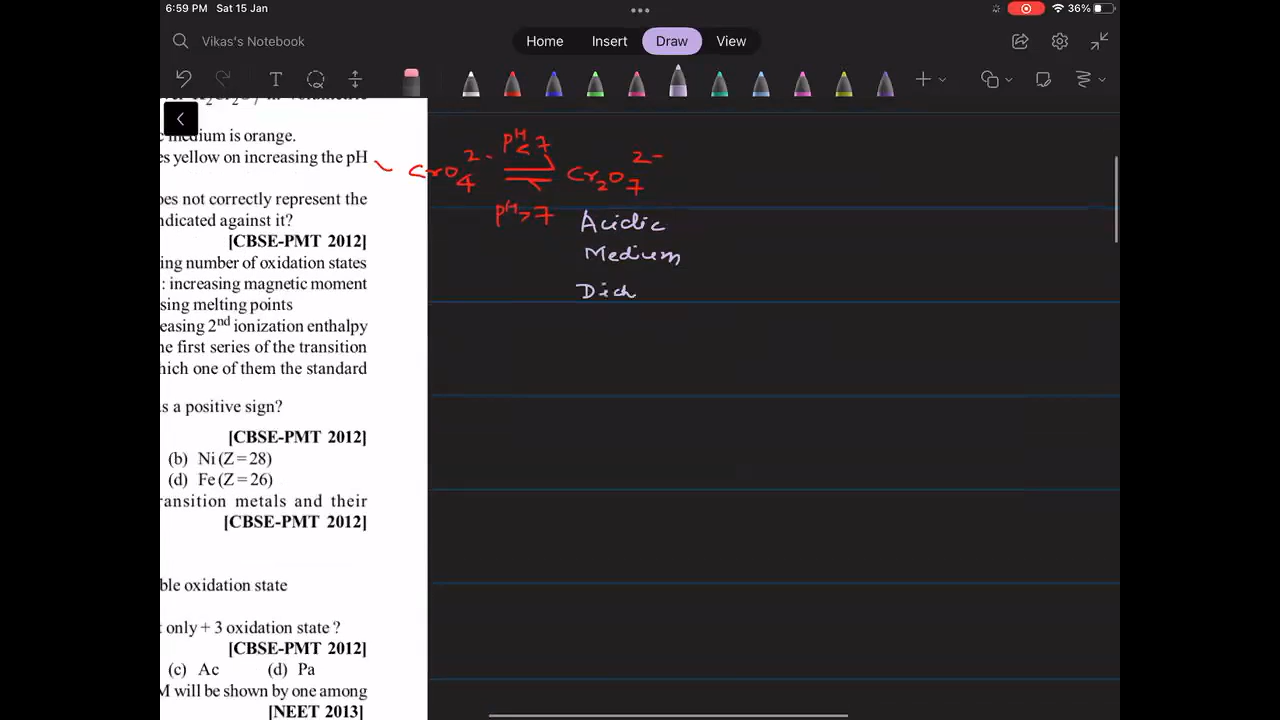 6:59 PM Sat 15 Jan
36%
Vikas's Notebook
Home Insert Draw View
c medium is orange.
es yellow on increasing the pH
oes not correctly represent the
ndicated against it?
[CBSE-PMT 2012]
ing number of oxidation states
: increasing magnetic moment
sing melting points
easing 2nd ionization enthalpy
ne first series of the transition
hich one of them the standard
as a positive sign?
[CBSE-PMT 2012]
(b) Ni (Z = 28)
(d) Fe (Z = 26)
ransition metals and their
[CBSE-PMT 2012]
ble oxidation state
t only + 3 oxidation state ?
[CBSE-PMT 2012]
(c) Ac (d) Pa
M will be shown by one among
[NEET 2013]
pH < 7
CrO4 2- ⇌ Cr2O7 2-
pH > 7
Acidic
Medium
Dich